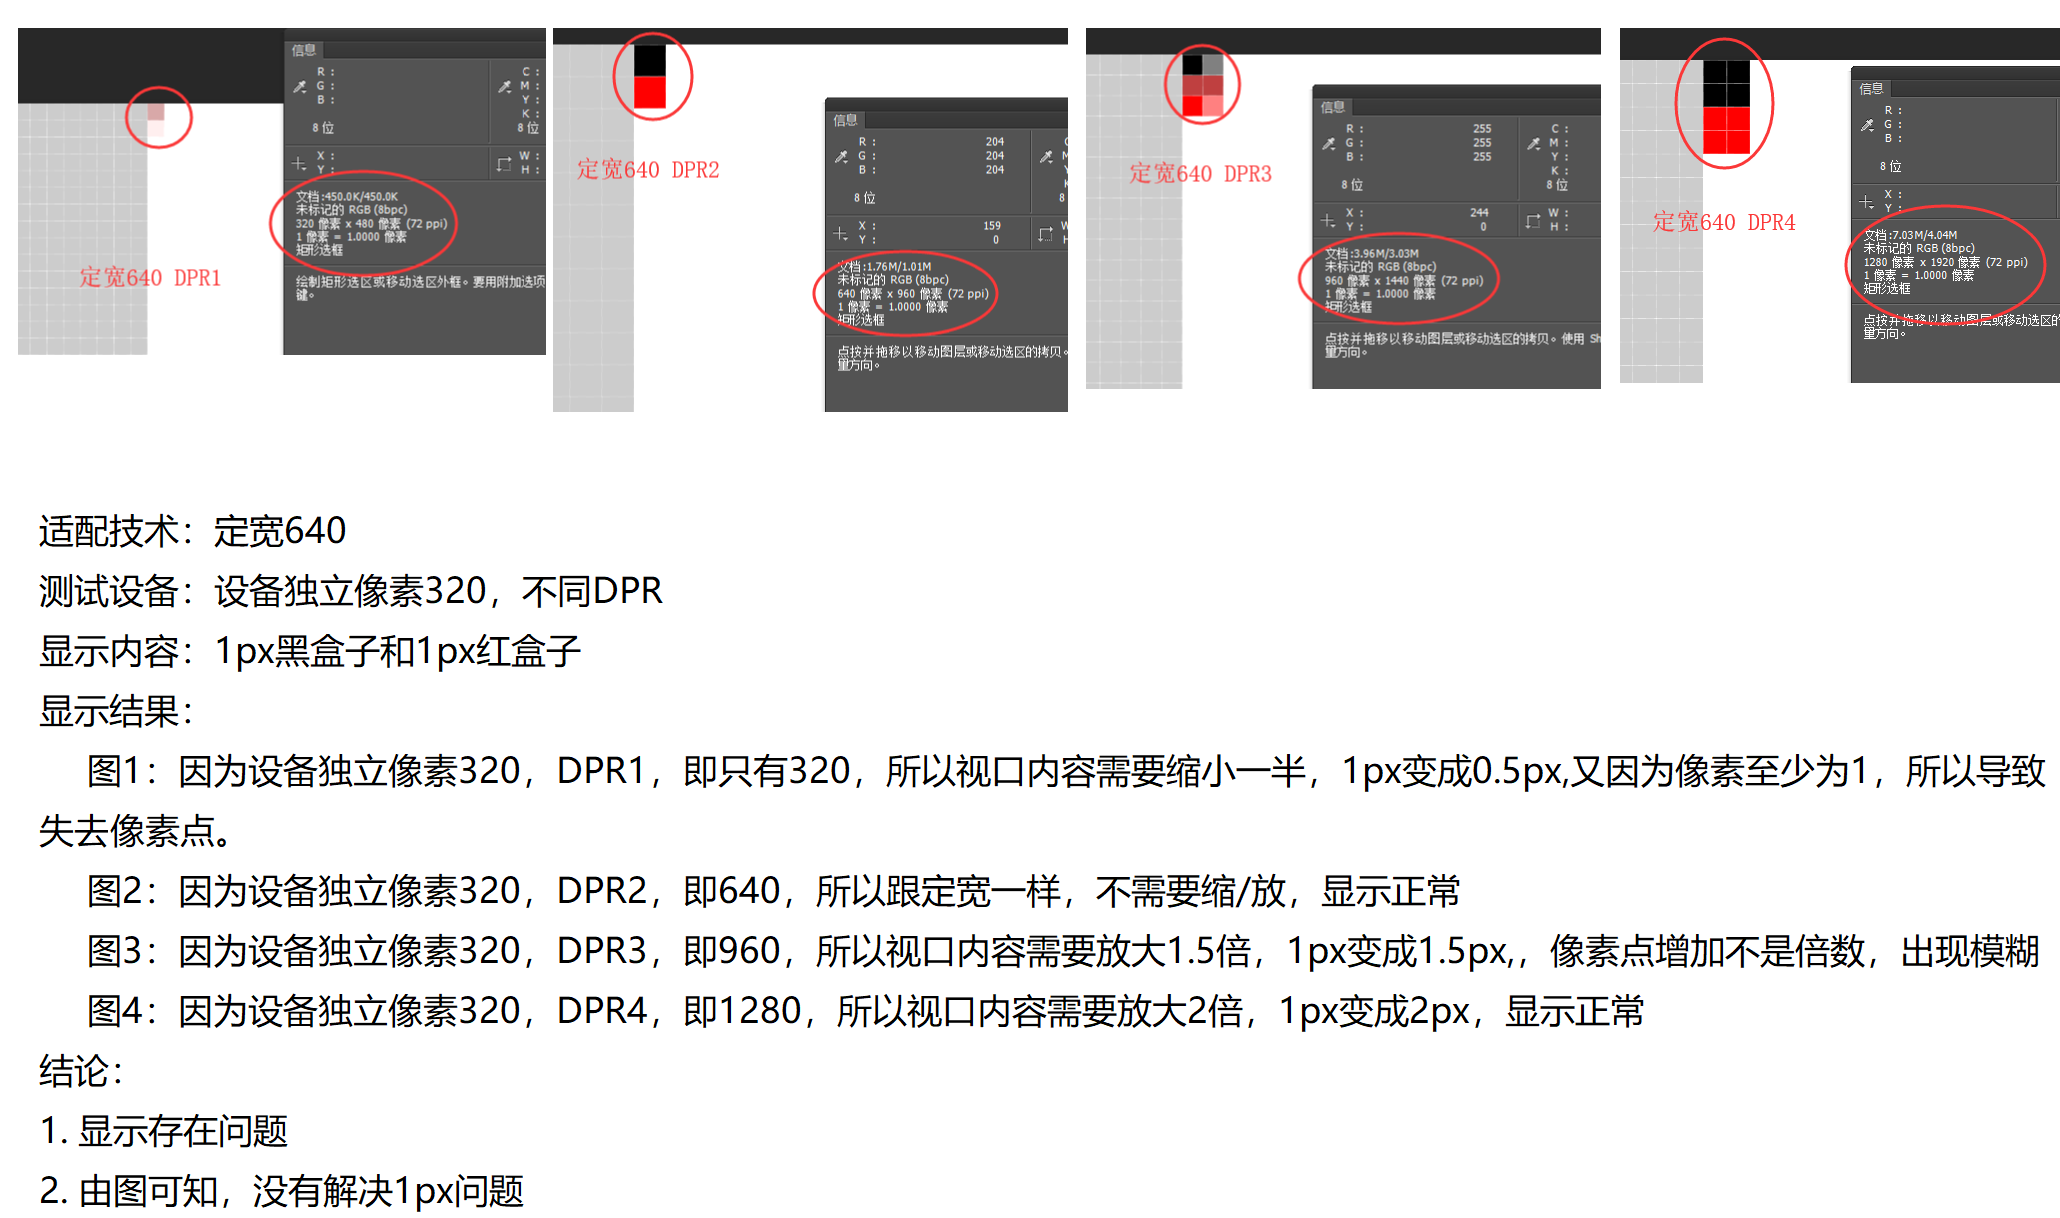 信息
R :
G :
B :
8 位
C :
M :
Y :
K :
8 位
X :
Y :
W :
H :
文档:450.0K/450.0K
未标记的 RGB (8bpc)
320 像素 x 480 像素 (72 ppi)
1 像素 = 1.0000 像素
矩形选框
绘制矩形选区或移动选区外框。要用附加选项
键。
定宽640 DPR1
信息
R : 204
G : 204
B : 204
8 位
8
X : 159
Y : 0
文档:1.76M/1.01M
未标记的 RGB (8bpc)
640 像素 x 960 像素 (72 ppi)
1 像素 = 1.0000 像素
矩形选框
点按并拖移以移动图层或移动选区的拷贝。
量方向。
定宽640 DPR2
信息
R : 255
G : 255
B : 255
8 位
C :
M :
Y :
K :
8 位
X : 244
Y : 0
W :
H :
文档:3.96M/3.03M
未标记的 RGB (8bpc)
960 像素 x 1440 像素 (72 ppi)
1 像素 = 1.0000 像素
矩形选框
点按并拖移以移动图层或移动选区的拷贝。使用 Sh
量方向。
定宽640 DPR3
信息
R :
G :
B :
8 位
X :
Y :
文档:7.03M/4.04M
未标记的 RGB (8bpc)
1280 像素 x 1920 像素 (72 ppi)
1 像素 = 1.0000 像素
矩形选框
点按并拖移以移动图层或移动选区的
量方向。
定宽640 DPR4
适配技术：定宽640
测试设备：设备独立像素320，不同DPR
显示内容：1px黑盒子和1px红盒子
显示结果：
图1：因为设备独立像素320，DPR1，即只有320，所以视口内容需要缩小一半，1px变成0.5px,又因为像素至少为1，所以导致
失去像素点。
图2：因为设备独立像素320，DPR2，即640，所以跟定宽一样，不需要缩/放，显示正常
图3：因为设备独立像素320，DPR3，即960，所以视口内容需要放大1.5倍，1px变成1.5px,，像素点增加不是倍数，出现模糊
图4：因为设备独立像素320，DPR4，即1280，所以视口内容需要放大2倍，1px变成2px，显示正常
结论：
1. 显示存在问题
2. 由图可知，没有解决1px问题